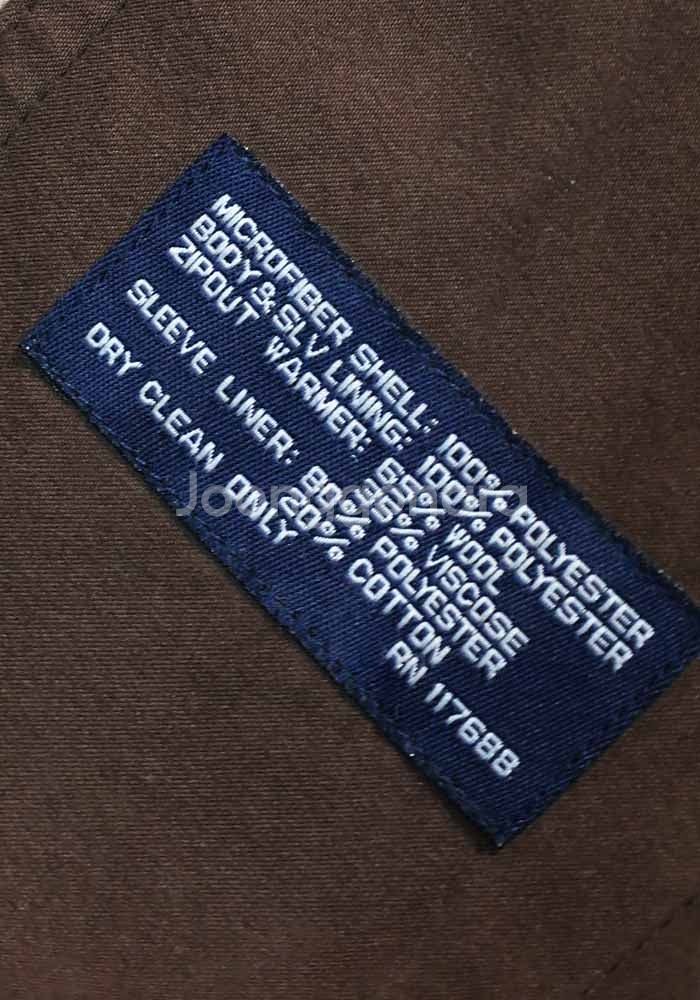 MICROFIBER SHELL: 100% POLYESTER
BODY & SLV LINING: 100% POLYESTER
ZIPOUT WARMER: 65% WOOL
35% VISCOSE
SLEEVE LINER: 80% POLYESTER
20% COTTON
DRY CLEAN ONLY
RN 117688
Joonggonara